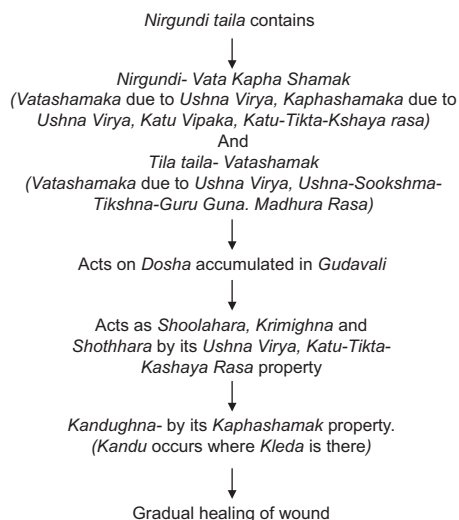 Nirgundi taila contains
Nirgundi- Vata Kapha Shamak
(Vatashamaka due to Ushna Virya, Kaphashamaka due to
Ushna Virya, Katu Vipaka, Katu-Tikta-Kshaya rasa)
And
Tila taila- Vatashamak
(Vatashamaka due to Ushna Virya, Ushna-Sookshma-
Tikshna-Guru Guna. Madhura Rasa)
Acts on Dosha accumulated in Gudavali
Acts as Shoolahara, Krimighna and
Shothhara by its Ushna Virya, Katu-Tikta-
Kashaya Rasa property
Kandughna- by its Kaphashamak property.
(Kandu occurs where Kleda is there)
Gradual healing of wound